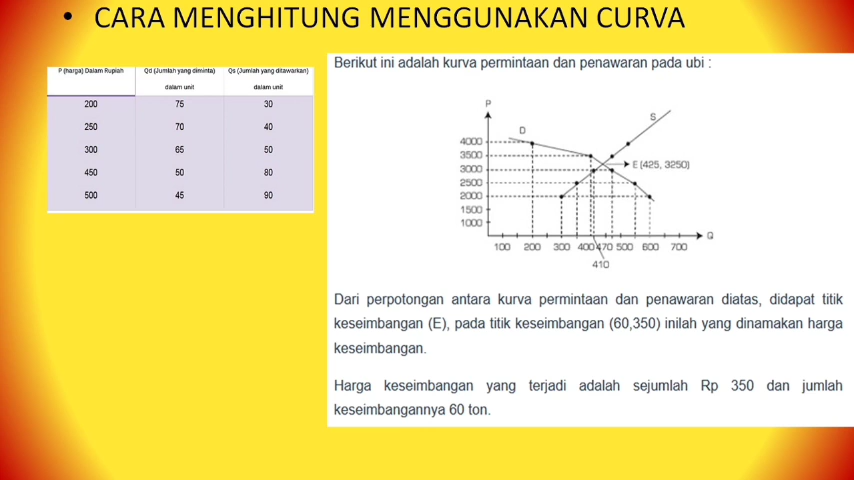 • CARA MENGHITUNG MENGGUNAKAN CURVA
P (harga) Dalam Rupiah Qd (Jumlah yang diminta) dalam unit Qs (Jumlah yang ditawarkan) dalam unit
200 75 30
250 70 40
300 65 50
450 50 80
500 45 90
Berikut ini adalah kurva permintaan dan penawaran pada ubi :
P
D
S
4000
3500
3000
2500
2000
1500
1000
E (425, 3250)
Q
100 200 300 400 470 500 600 700
410
Dari perpotongan antara kurva permintaan dan penawaran diatas, didapat titik
keseimbangan (E), pada titik keseimbangan (60,350) inilah yang dinamakan harga
keseimbangan.
Harga keseimbangan yang terjadi adalah sejumlah Rp 350 dan jumlah
keseimbangannya 60 ton.